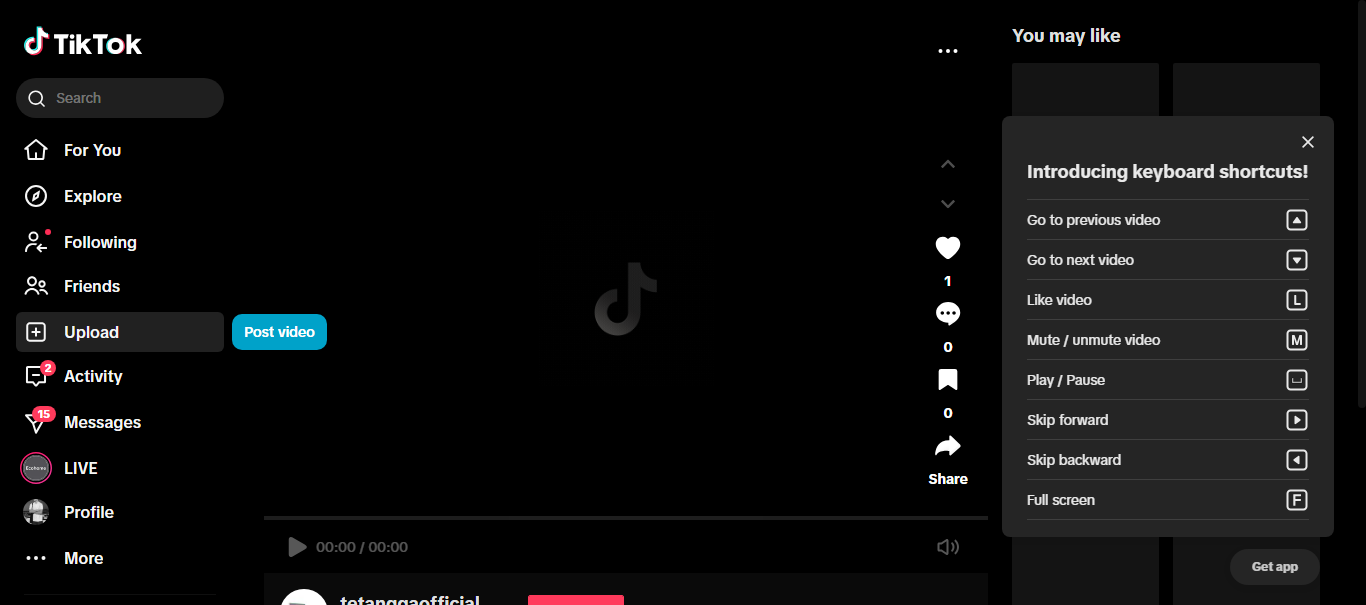 TikTok
Search
For You
Explore
Following
Friends
Upload
Post video
2
Activity
15
Messages
LIVE
Profile
More
1
0
0
Share
00:00 / 00:00
tetanggaofficial
You may like
Introducing keyboard shortcuts!
Go to previous video
Go to next video
Like video L
Mute / unmute video M
Play / Pause
Skip forward
Skip backward
Full screen F
Get app